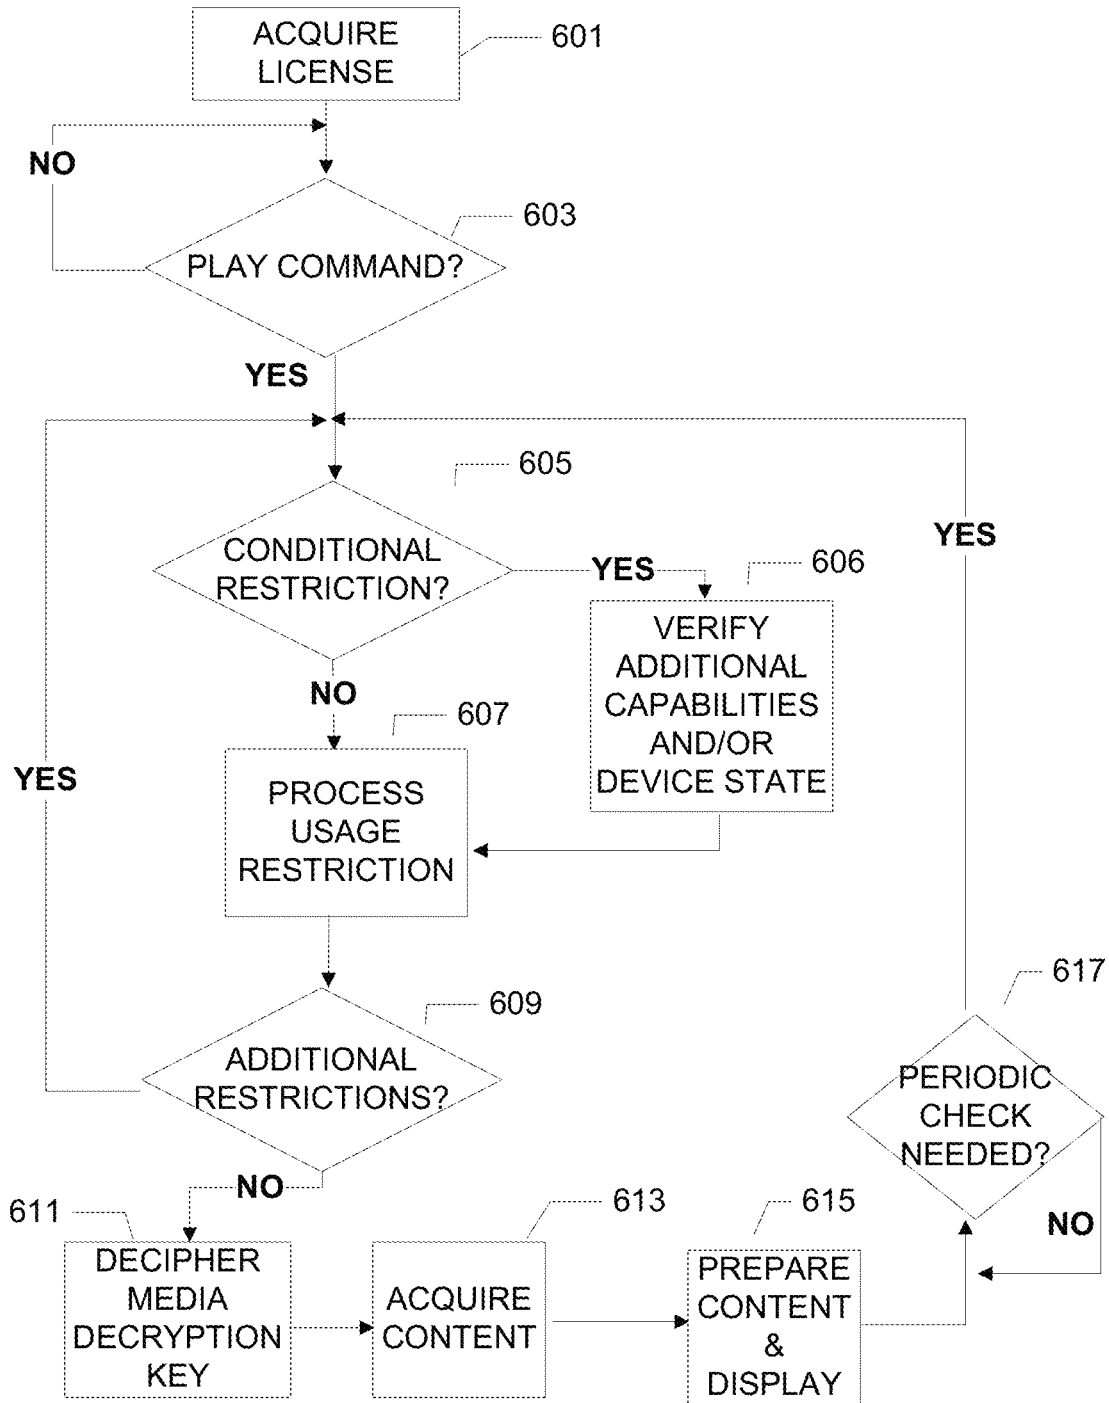 ACQUIRE
LICENSE
601
NO
603
PLAY COMMAND?
YES
605
CONDITIONAL
RESTRICTION?
YES
606
YES
VERIFY
ADDITIONAL
CAPABILITIES
AND/OR
DEVICE STATE
NO
607
YES
PROCESS
USAGE
RESTRICTION
609
617
ADDITIONAL
RESTRICTIONS?
PERIODIC
CHECK
NEEDED?
NO
NO
611
613
615
DECIPHER
MEDIA
DECRYPTION
KEY
ACQUIRE
CONTENT
PREPARE
CONTENT
&
DISPLAY